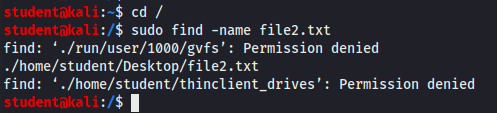 student@kali:~$ cd /
student@kali:/$ sudo find -name file2.txt
find: ‘./run/user/1000/gvfs’: Permission denied
./home/student/Desktop/file2.txt
find: ‘./home/student/thinclient_drives’: Permission denied
student@kali:/$